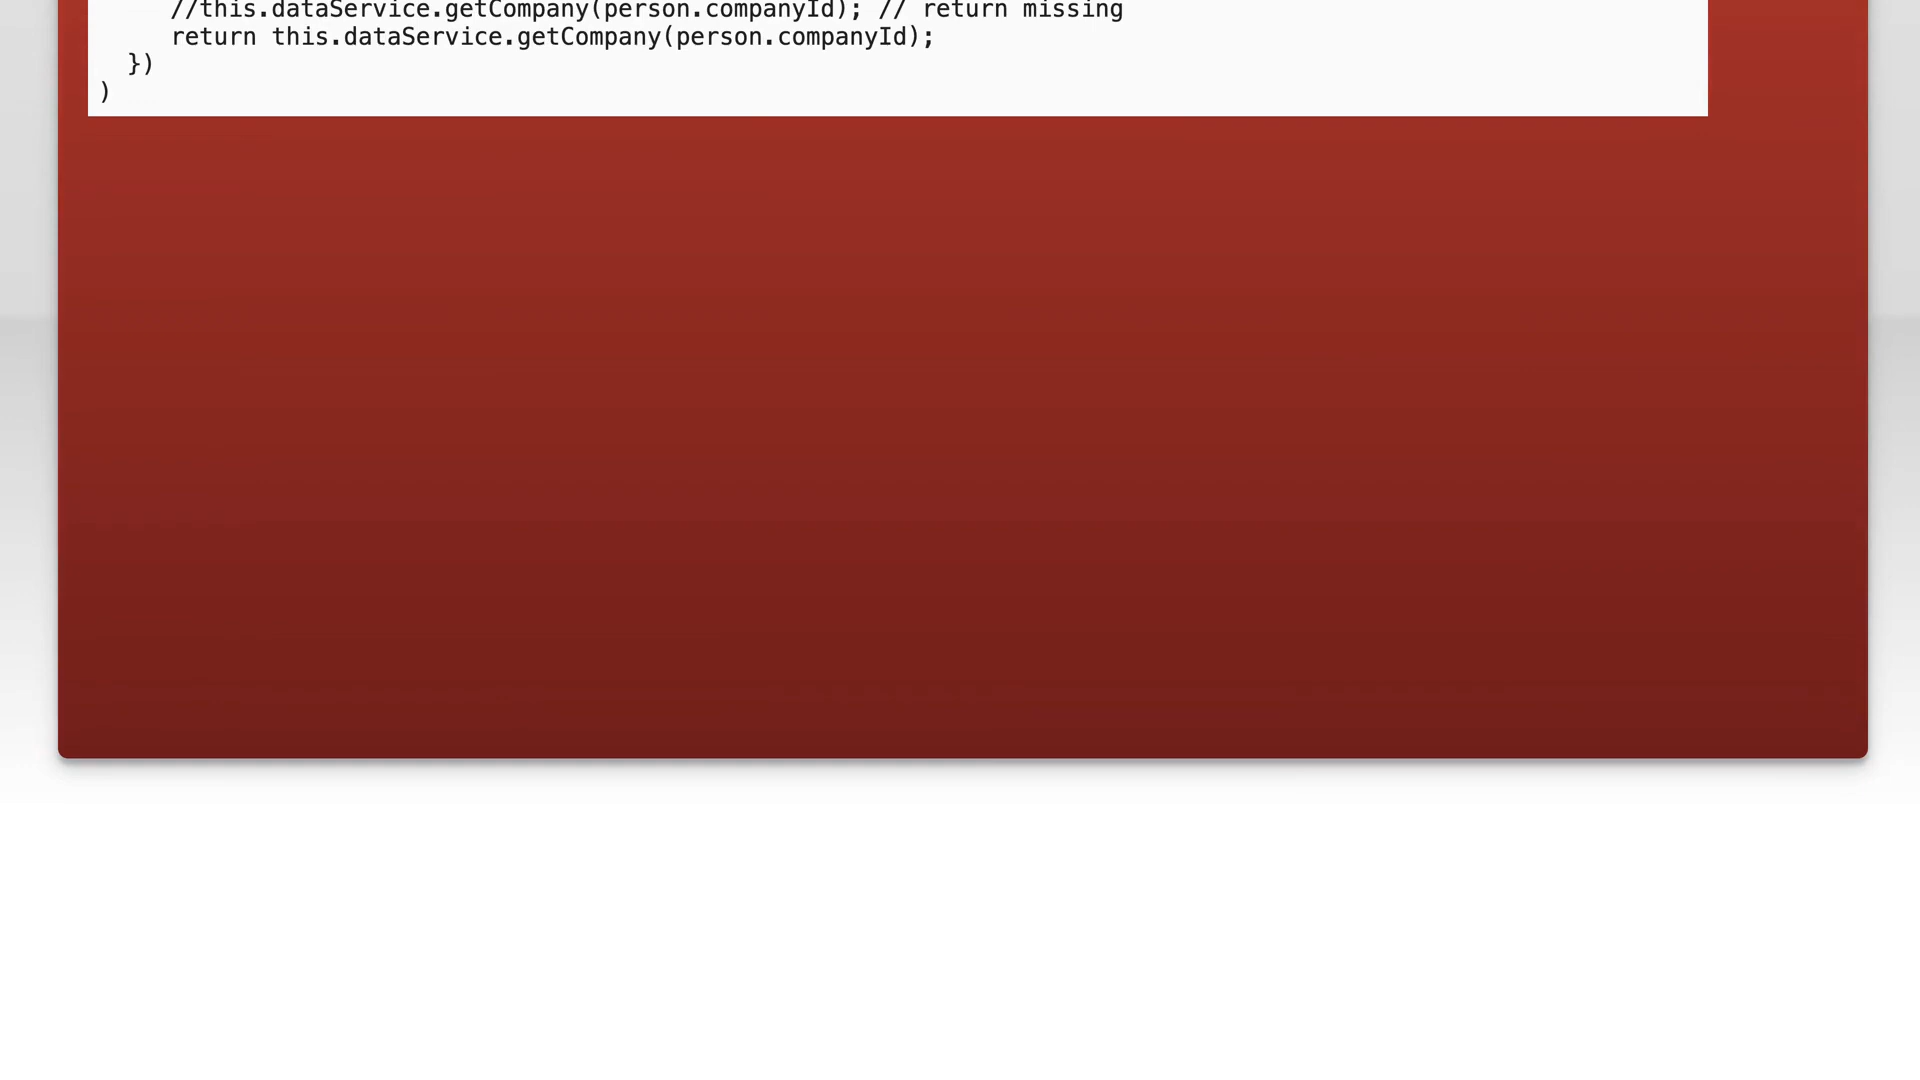 //this.dataService.getCompany(person.companyId); // return missing
return this.dataService.getCompany(person.companyId);
})
)